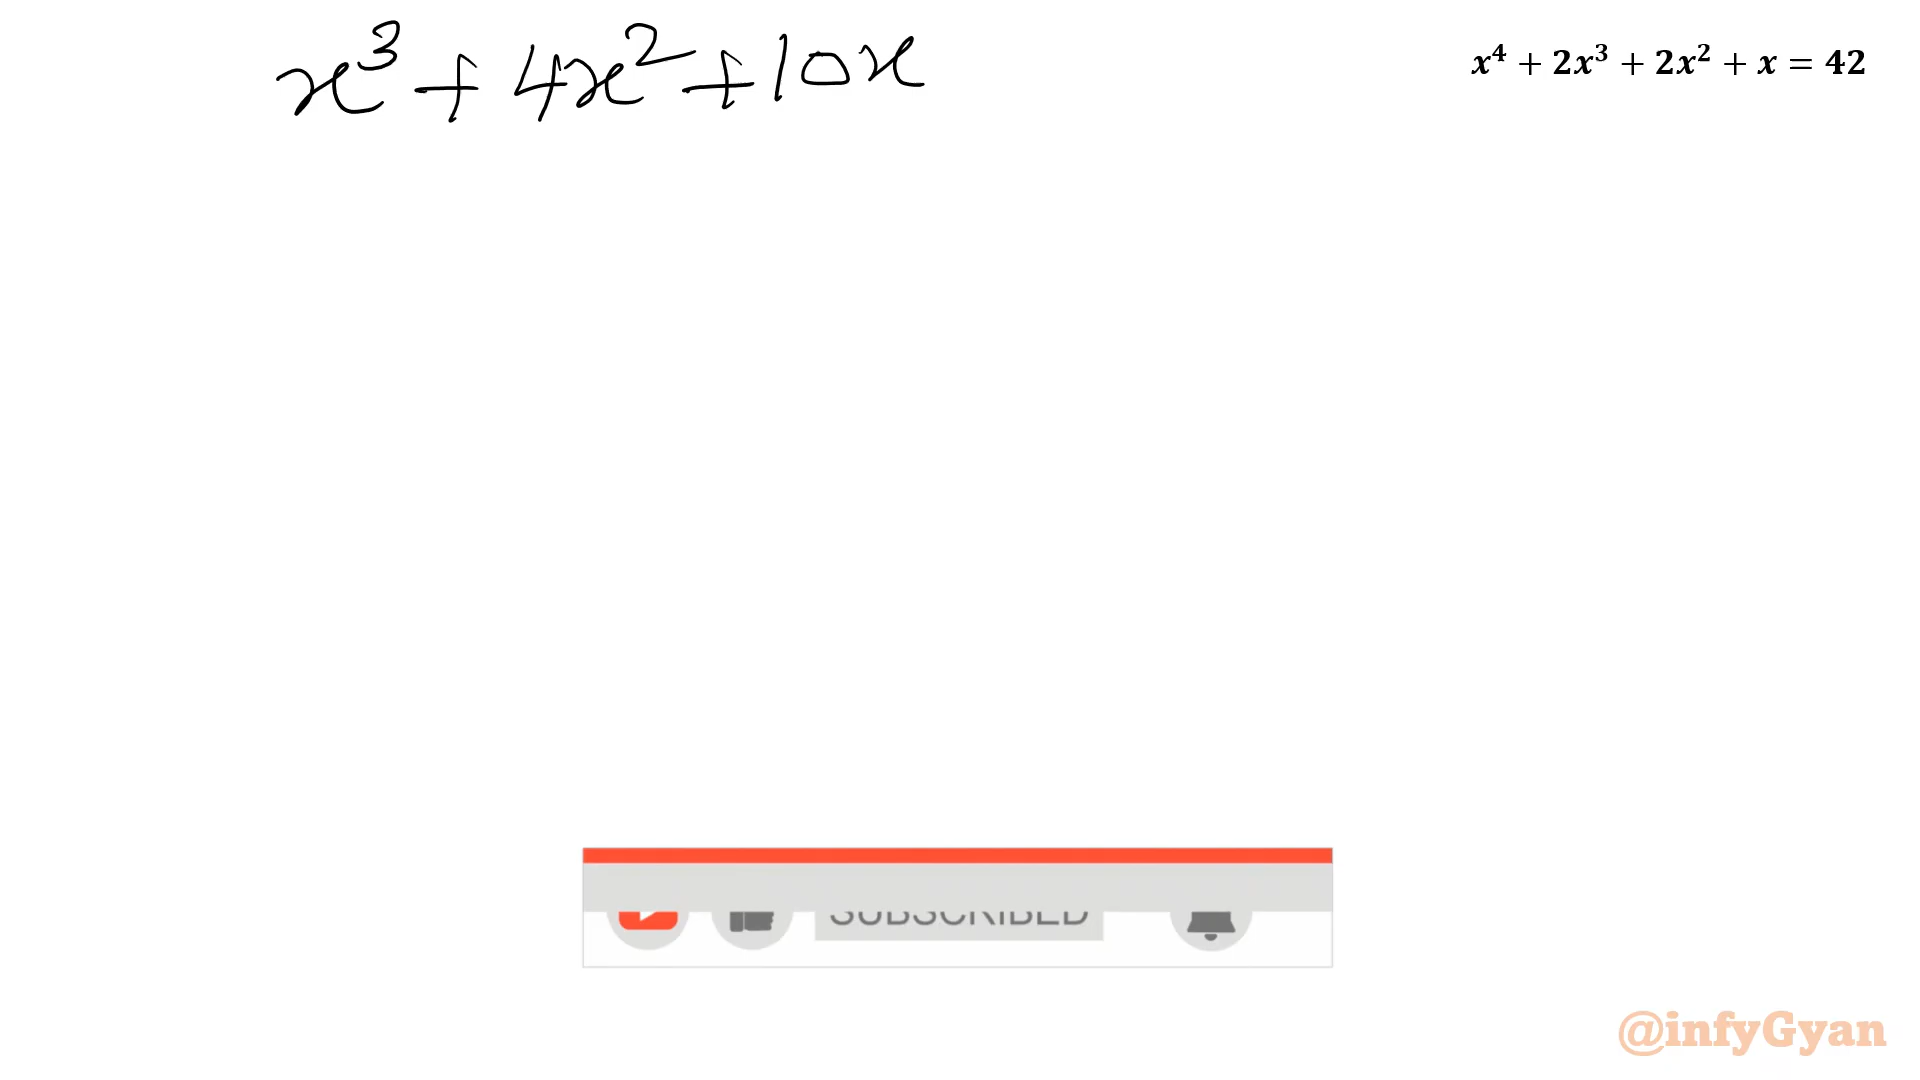 x³ + 4x² + 10x
x⁴ + 2x³ + 2x² + x = 42
SUBSCRIBED
@infyGyan